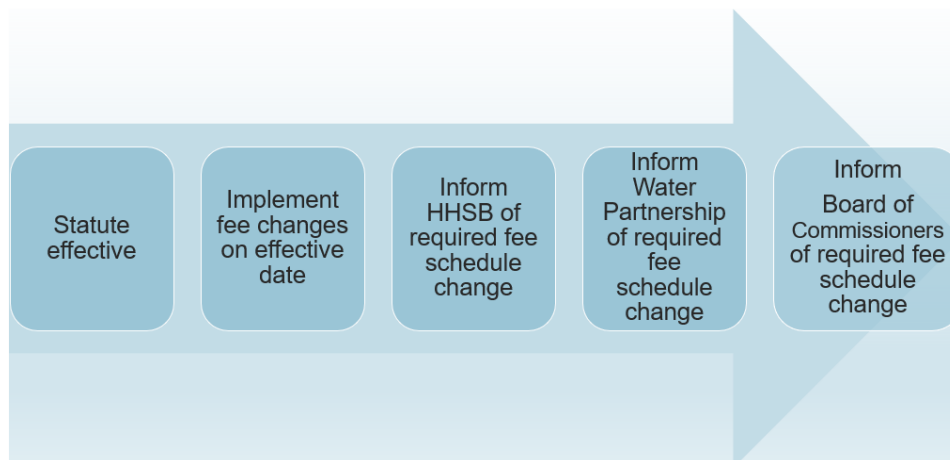 Statute
effective
Implement
fee changes
on effective
date
Inform
HHSB of
required fee
schedule
change
Inform
Water
Partnership
of required
fee
schedule
change
Inform
Board of
Commissioners
of required fee
schedule
change